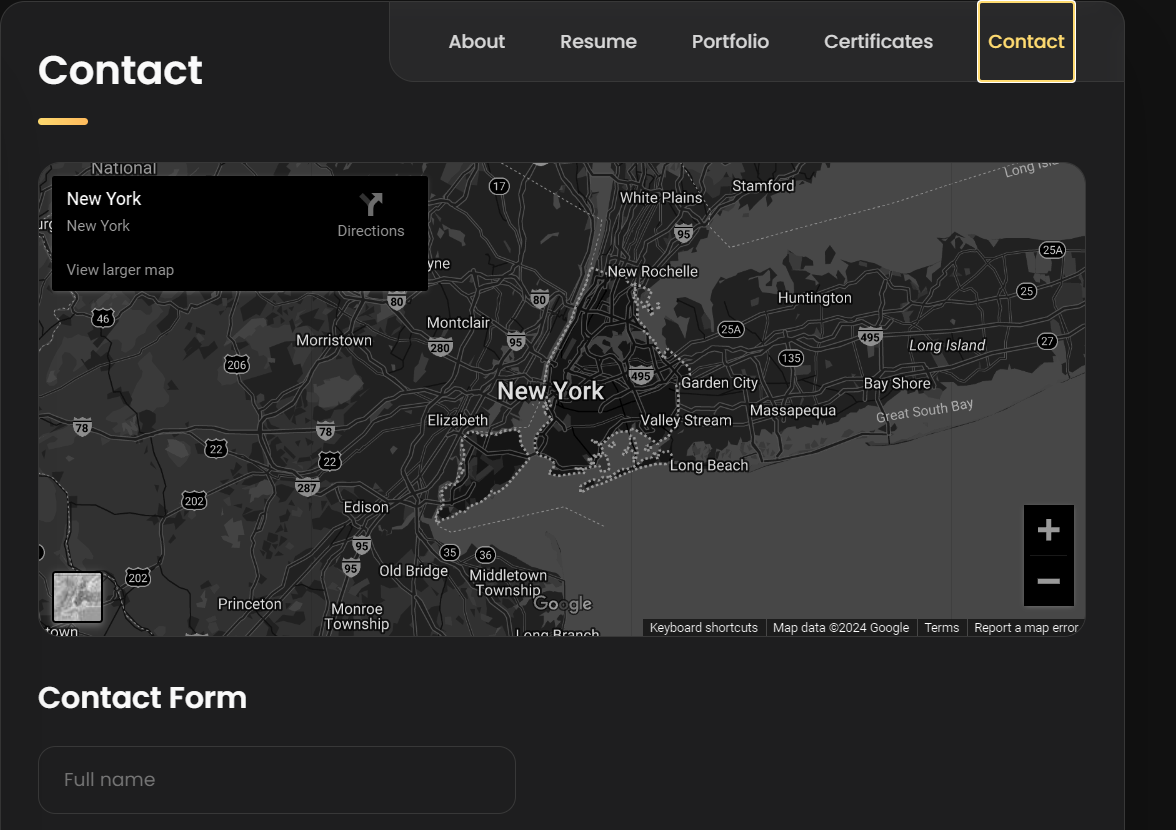 About Resume Portfolio Certificates Contact
Contact
National
New York
New York
Directions
View larger map
17
White Plains
Stamford
95
New Rochelle
25A
80
80
25
Huntington
46
Montclair
25A
Morristown
280
95
495
Long Island
27
206
135
495
New York
Garden City
Bay Shore
Massapequa
Great South Bay
Elizabeth
Valley Stream
78
78
22
22
Long Beach
287
202
Edison
95
35
36
95
Old Bridge
Middletown
Township
202
Princeton
Monroe
Township
Google
Long Branch
Keyboard shortcuts Map data ©2024 Google Terms Report a map error
Contact Form
Full name